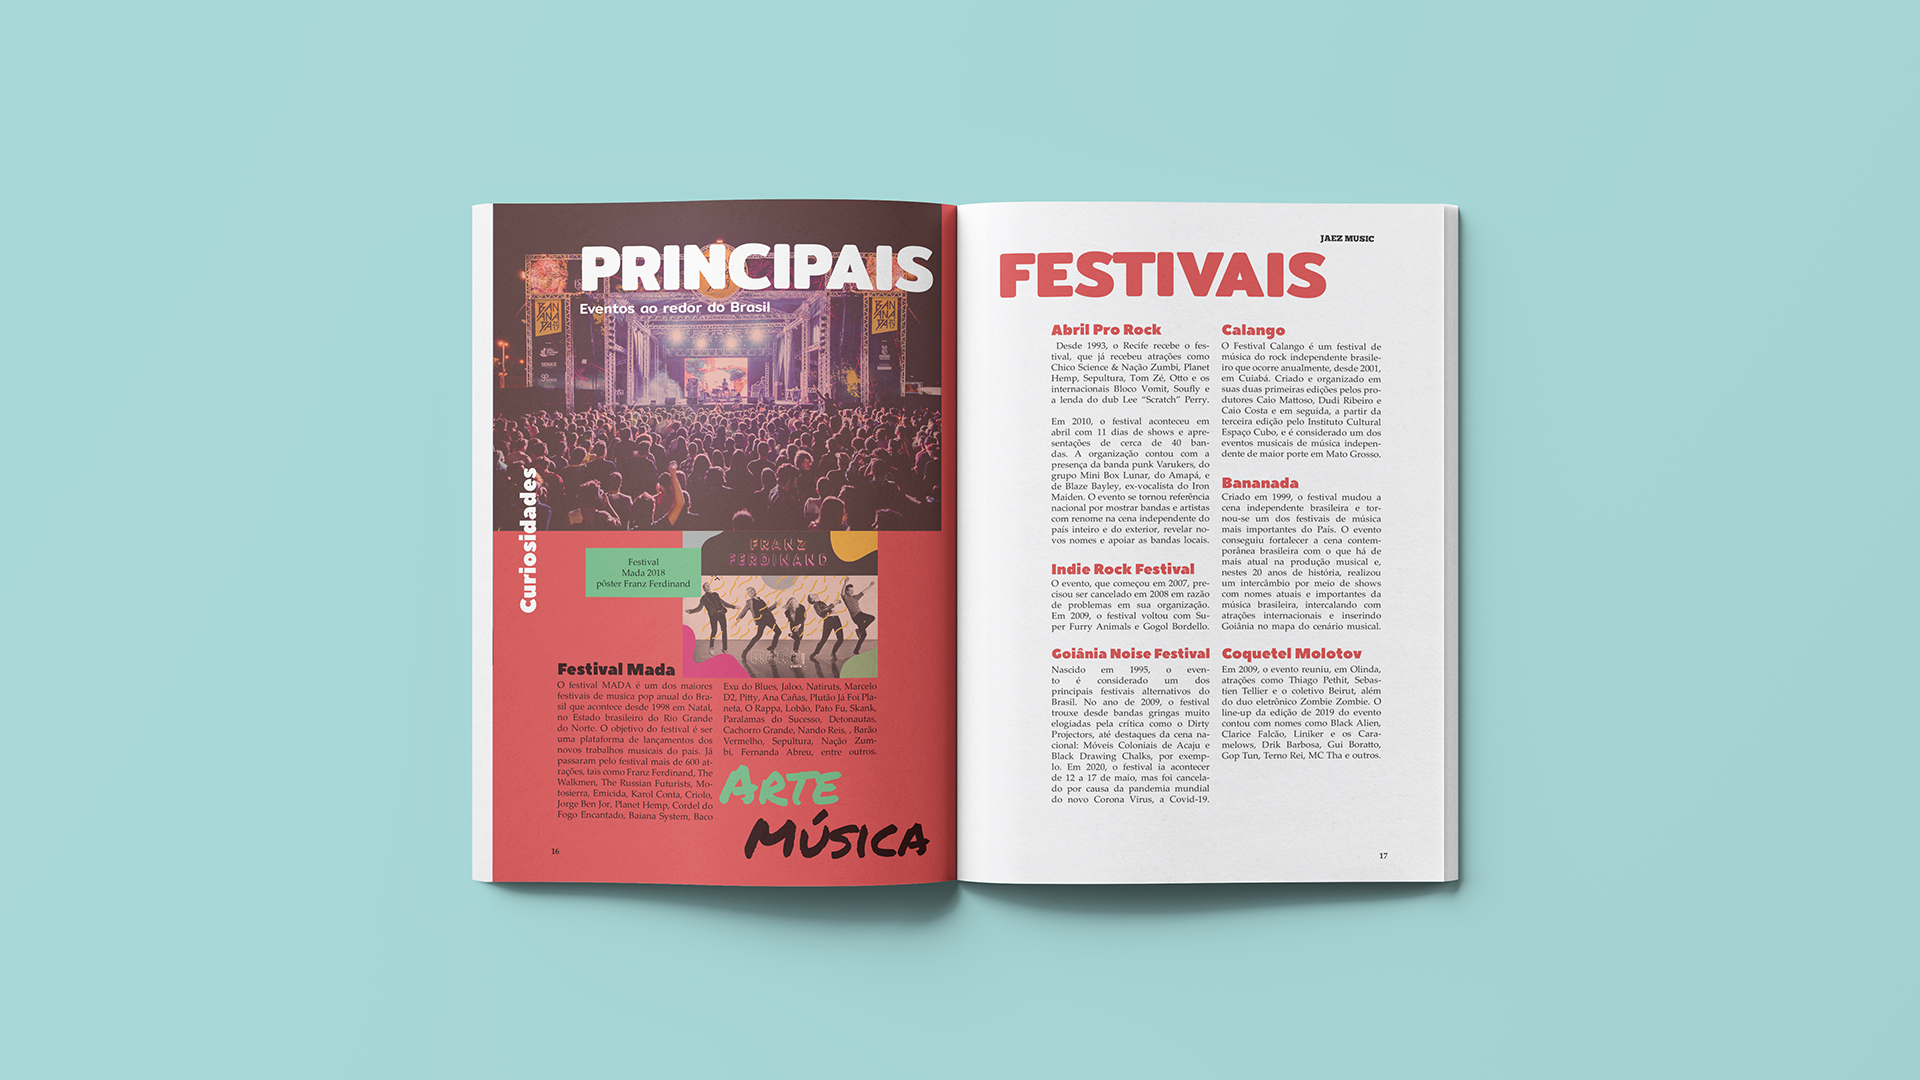 PRINCIPAIS
Eventos ao redor do Brasil
BAN
ANA
DA19
BAN
ANA
DA19
Curiosidades
Festival
Mada 2018
pôster Franz Ferdinand
FRANZ
FERDINAND
Festival Mada
O festival MADA é um dos maiores
festivais de musica pop anual do Bra-
sil que acontece desde 1998 em Natal,
no Estado brasileiro do Rio Grande
do Norte. O objetivo do festival é ser
uma plataforma de lançamentos dos
novos trabalhos musicais do país. Já
passaram pelo festival mais de 600 at-
rações, tais como Franz Ferdinand, The
Walkmen, The Russian Futurists, Mo-
tosierra, Emicida, Karol Conta, Criolo,
Jorge Ben Jor, Planet Hemp, Cordel do
Fogo Encantado, Baiana System, Baco
Exu do Blues, Jaloo, Natiruts, Marcelo
D2, Pitty, Ana Cañas, Plutão Já Foi Pla-
neta, O Rappa, Lobão, Pato Fu, Skank,
Paralamas do Sucesso, Detonautas,
Cachorro Grande, Nando Reis, , Barão
Vermelho, Sepultura, Nação Zum-
bi, Fernanda Abreu, entre outros.
ARTE
MÚSICA
16
JAEZ MUSIC
FESTIVAIS
Abril Pro Rock
Desde 1993, o Recife recebe o fes-
tival, que já recebeu atrações como
Chico Science & Nação Zumbi, Planet
Hemp, Sepultura, Tom Zé, Otto e os
internacionais Bloco Vomit, Soufly e
a lenda do dub Lee “Scratch” Perry.
Em 2010, o festival aconteceu em
abril com 11 dias de shows e apre-
sentações de cerca de 40 ban-
das. A organização contou com a
presença da banda punk Varukers, do
grupo Mini Box Lunar, do Amapá, e
de Blaze Bayley, ex-vocalista do Iron
Maiden. O evento se tornou referência
nacional por mostrar bandas e artistas
com renome na cena independente do
país inteiro e do exterior, revelar no-
vos nomes e apoiar as bandas locais.
Indie Rock Festival
O evento, que começou em 2007, pre-
cisou ser cancelado em 2008 em razão
de problemas em sua organização.
Em 2009, o festival voltou com Su-
per Furry Animals e Gogol Bordello.
Goiânia Noise Festival
Nascido em 1995, o even-
to é considerado um dos
principais festivais alternativos do
Brasil. No ano de 2009, o festival
trouxe desde bandas gringas muito
elogiadas pela crítica como o Dirty
Projectors, até destaques da cena na-
cional: Móveis Coloniais de Acaju e
Black Drawing Chalks, por exemp-
lo. Em 2020, o festival ia acontecer
de 12 a 17 de maio, mas foi cancela-
do por causa da pandemia mundial
do novo Corona Virus, a Covid-19.
Calango
O Festival Calango é um festival de
música do rock independente brasile-
iro que ocorre anualmente, desde 2001,
em Cuiabá. Criado e organizado em
suas duas primeiras edições pelos pro-
dutores Caio Mattoso, Dudi Ribeiro e
Caio Costa e em seguida, a partir da
terceira edição pelo Instituto Cultural
Espaço Cubo, e é considerado um dos
eventos musicais de música indepen-
dente de maior porte em Mato Grosso.
Bananada
Criado em 1999, o festival mudou a
cena independente brasileira e tor-
nou-se um dos festivais de música
mais importantes do País. O evento
conseguiu fortalecer a cena contem-
porânea brasileira com o que há de
mais atual na produção musical e,
nestes 20 anos de história, realizou
um intercâmbio por meio de shows
com nomes atuais e importantes da
música brasileira, intercalando com
atrações internacionais e inserindo
Goiânia no mapa do cenário musical.
Coquetel Molotov
Em 2009, o evento reuniu, em Olinda,
atrações como Thiago Pethit, Sebas-
tien Tellier e o coletivo Beirut, além
do duo eletrônico Zombie Zombie. O
line-up da edição de 2019 do evento
contou com nomes como Black Alien,
Clarice Falcão, Liniker e os Cara-
melows, Drik Barbosa, Gui Boratto,
Gop Tun, Terno Rei, MC Tha e outros.
17